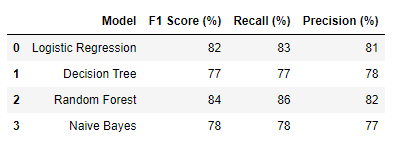 Model F1 Score (%) Recall (%) Precision (%)
0 Logistic Regression 82 83 81
1 Decision Tree 77 77 78
2 Random Forest 84 86 82
3 Naive Bayes 78 78 77